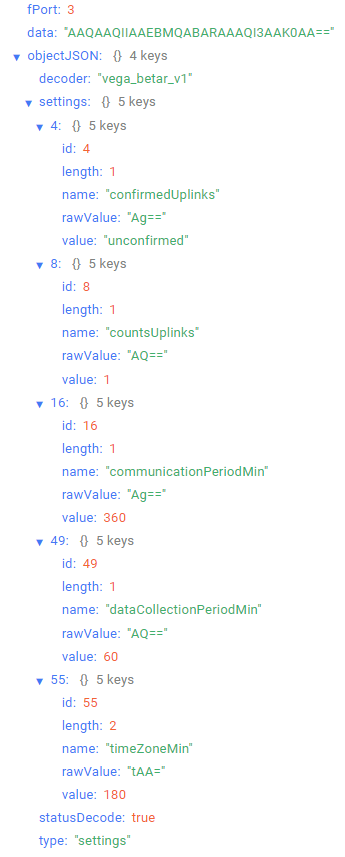 fPort: 3
data: "AAQAAQIIAAEBMQABARAAAQI3AAK0AA=="
▼ objectJSON: {} 4 keys
decoder: "vega_betar_v1"
▼ settings: {} 5 keys
▼ 4: {} 5 keys
id: 4
length: 1
name: "confirmedUplinks"
rawValue: "Ag=="
value: "unconfirmed"
▼ 8: {} 5 keys
id: 8
length: 1
name: "countsUplinks"
rawValue: "AQ=="
value: 1
▼ 16: {} 5 keys
id: 16
length: 1
name: "communicationPeriodMin"
rawValue: "Ag=="
value: 360
▼ 49: {} 5 keys
id: 49
length: 1
name: "dataCollectionPeriodMin"
rawValue: "AQ=="
value: 60
▼ 55: {} 5 keys
id: 55
length: 2
name: "timeZoneMin"
rawValue: "tAA="
value: 180
statusDecode: true
type: "settings"